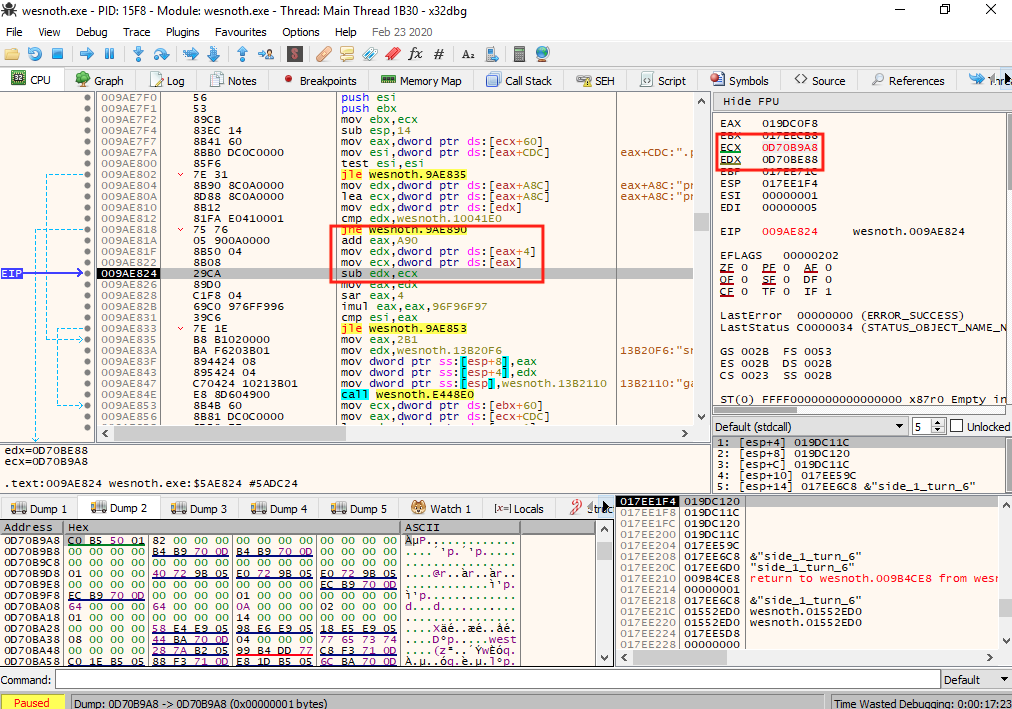 wesnoth.exe - PID: 15F8 - Module: wesnoth.exe - Thread: Main Thread 1B30 - x32dbg
File View Debug Trace Plugins Favourites Options Help Feb 23 2020
CPU Graph Log Notes Breakpoints Memory Map Call Stack SEH Script Symbols Source References
009AE7F0 56 push esi
009AE7F1 53 push ebx
009AE7F2 89CB mov ebx,ecx
009AE7F4 83EC 14 sub esp,14
009AE7F7 8B41 60 mov eax,dword ptr ds:[ecx+60]
009AE7FA 8BB0 DC0C0000 mov esi,dword ptr ds:[eax+CDC] eax+CDC:".p
009AE800 85F6 test esi,esi
009AE802 7E 31 jle wesnoth.9AE835
009AE804 8B90 8C0A0000 mov edx,dword ptr ds:[eax+A8C] eax+A8C:"pr
009AE80A 8D88 8C0A0000 lea ecx,dword ptr ds:[eax+A8C] eax+A8C:"pr
009AE810 8B12 mov edx,dword ptr ds:[edx]
009AE812 81FA E0410001 cmp edx,wesnoth.10041E0
009AE818 75 76 jne wesnoth.9AE890
009AE81A 05 900A0000 add eax,A90
009AE81F 8B50 04 mov edx,dword ptr ds:[eax+4]
009AE822 8B08 mov ecx,dword ptr ds:[eax]
EIP 009AE824 29CA sub edx,ecx
009AE826 89D0 mov eax,edx
009AE828 C1F8 04 sar eax,4
009AE82B 69C0 976FF996 imul eax,eax,96F96F97
009AE831 39C6 cmp esi,eax
009AE833 7E 1E jle wesnoth.9AE853
009AE835 B8 B1020000 mov eax,2B1
009AE83A BA F6203B01 mov edx,wesnoth.13B20F6 13B20F6:"sr
009AE83F 894424 08 mov dword ptr ss:[esp+8],eax
009AE843 895424 04 mov dword ptr ss:[esp+4],edx
009AE847 C70424 10213B01 mov dword ptr ss:[esp],wesnoth.13B2110 13B2110:"ga
009AE84E E8 8D604900 call wesnoth.E448E0
009AE853 8B4B 60 mov ecx,dword ptr ds:[ebx+60]
009AE856 8B81 DC0C0000 mov eax,dword ptr ds:[ecx+CDC]
Hide FPU
EAX 019DC0F8
EBX 017EECB8
ECX 0D70B9A8
EDX 0D70BE88
EBP 017EE71C
ESP 017EE1F4
ESI 00000001
EDI 00000005
EIP 009AE824 wesnoth.009AE824
EFLAGS 00000202
ZF 0 PF 0 AF 0
OF 0 SF 0 DF 0
CF 0 TF 0 IF 1
LastError 00000000 (ERROR_SUCCESS)
LastStatus C0000034 (STATUS_OBJECT_NAME_N
GS 002B FS 0053
ES 002B DS 002B
CS 0023 SS 002B
ST(0) FFFF0000000000000000 x87r0 Empty in
Default (stdcall) 5 Unlocked
1: [esp+4] 019DC11C
2: [esp+8] 019DC120
3: [esp+C] 019DC11C
4: [esp+10] 017EE59C
5: [esp+14] 017EE6C8 &"side_1_turn_6"
edx=0D70BE88
ecx=0D70B9A8
.text:009AE824 wesnoth.exe:$5AE824 #5ADC24
Dump 1 Dump 2 Dump 3 Dump 4 Dump 5 Watch 1 Locals Struct
Address Hex ASCII
0D70B9A8 C0 B5 50 01 82 00 00 00 00 00 00 00 00 00 00 00 ÀµP.............
0D70B9B8 00 00 00 00 B4 B9 70 0D B4 B9 70 0D 00 00 00 00 ....´¹p.´¹p.....
0D70B9C8 00 00 00 00 00 00 00 00 00 00 00 00 00 00 00 00 ................
0D70B9D8 01 00 00 00 40 72 9B 05 E0 72 9B 05 E0 72 9B 05 ....@r..àr..àr..
0D70B9E8 00 00 00 00 00 00 00 00 00 00 00 00 EC B9 70 0D ............ì¹p.
0D70B9F8 EC B9 70 0D 00 00 00 00 01 00 00 00 00 00 00 00 ì¹p.............
0D70BA08 64 00 00 00 64 00 00 00 0A 00 00 00 02 00 00 00 d...d...........
0D70BA18 01 00 00 00 00 00 00 00 14 00 00 00 00 00 00 00 ................
0D70BA28 00 00 00 00 58 E4 E9 05 98 E6 E9 05 18 E5 E9 05 ....Xäé..æé..åé.
0D70BA38 08 00 00 00 44 BA 70 0D 04 00 00 00 77 65 73 74 ....Dºp.....west
0D70BA48 00 00 00 00 28 7A B2 05 99 B4 DD 77 C8 F3 71 0D ....(z²..´ÝwÈóq.
0D70BA58 C0 1E B5 05 88 F3 71 0D E8 1D B5 05 6C BA 70 0D À.µ..óq.è.µ.lºp.
017EE1F4 019DC120
017EE1F8 019DC11C
017EE1FC 019DC120
017EE200 019DC11C
017EE204 017EE59C
017EE208 017EE6C8 &"side_1_turn_6"
017EE20C 017EE6D0 "side_1_turn_6"
017EE210 009B4CE8 return to wesnoth.009B4CE8 from wesn
017EE214 00000001
017EE218 017EE6C8 &"side_1_turn_6"
017EE21C 01552ED0 wesnoth.01552ED0
017EE220 01552ED0 wesnoth.01552ED0
017EE224 017EE5D8
017EE228 00000000
Command: Default
Paused Dump: 0D70B9A8 -> 0D70B9A8 (0x00000001 bytes) Time Wasted Debugging: 0:00:17:23